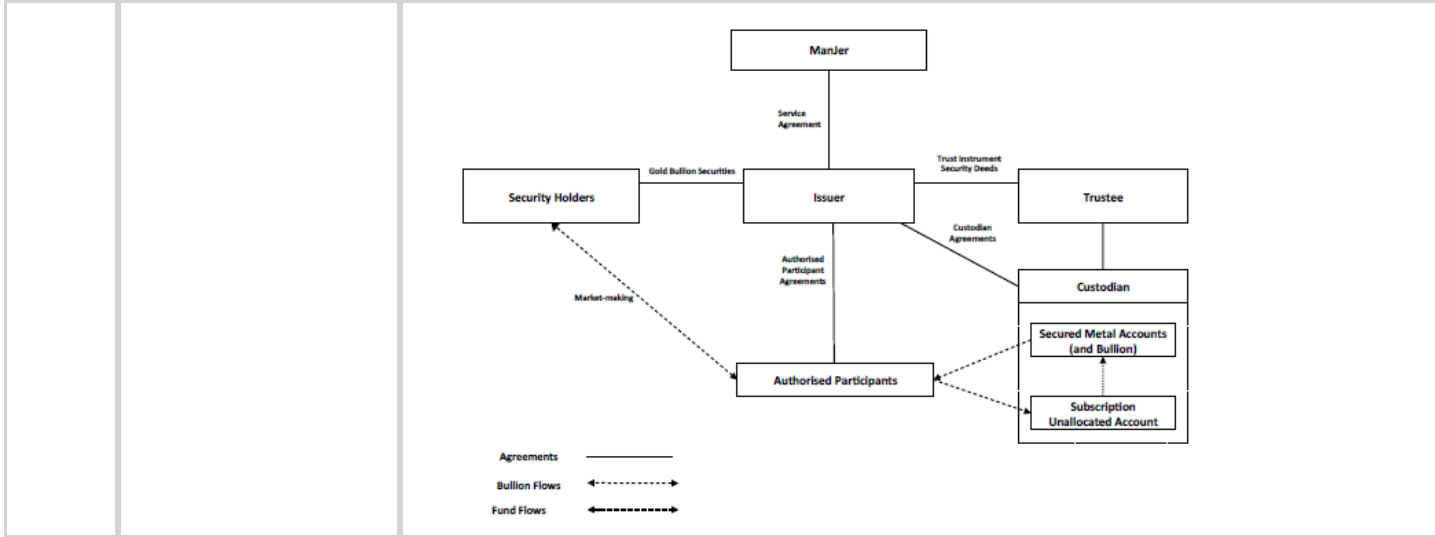 ManJer
Service
Agreement
Trust Instrument
Security Deeds
Gold Bullion Securities
Security Holders
Issuer
Trustee
Custodian
Agreements
Authorised
Participant
Agreements
Custodian
Market-making
Secured Metal Accounts
(and Bullion)
Authorised Participants
Subscription
Unallocated Account
Agreements
Bullion Flows
Fund Flows